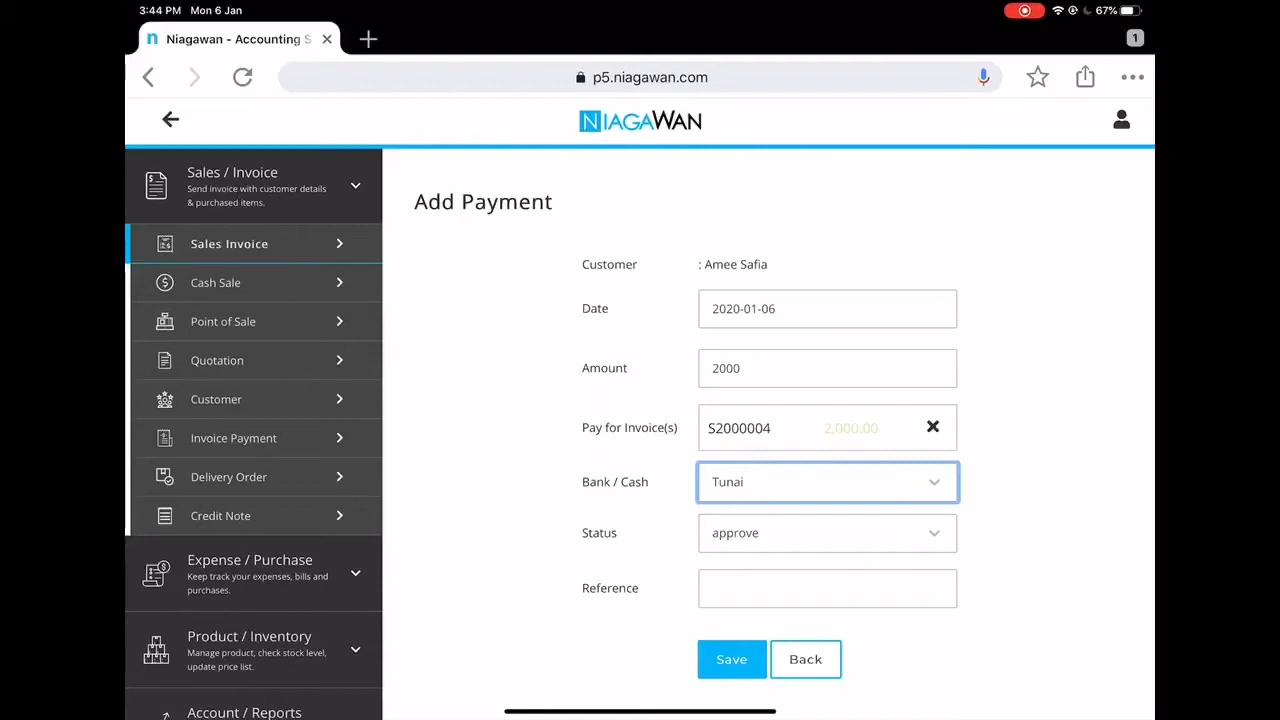 3:44 PM Mon 6 Jan
67%
n Niagawan - Accounting S
1
p5.niagawan.com
NIAGAWAN
Sales / Invoice
Send invoice with customer details
& purchased items.
Sales Invoice
Cash Sale
Point of Sale
Quotation
Customer
Invoice Payment
Delivery Order
Credit Note
Expense / Purchase
Keep track your expenses, bills and
purchases.
Product / Inventory
Manage product, check stock level,
update price list.
Account / Reports
Add Payment
Customer : Amee Safia
Date 2020-01-06
Amount 2000
Pay for Invoice(s) S2000004 2,000.00
Bank / Cash Tunai
Status approve
Reference
Save Back